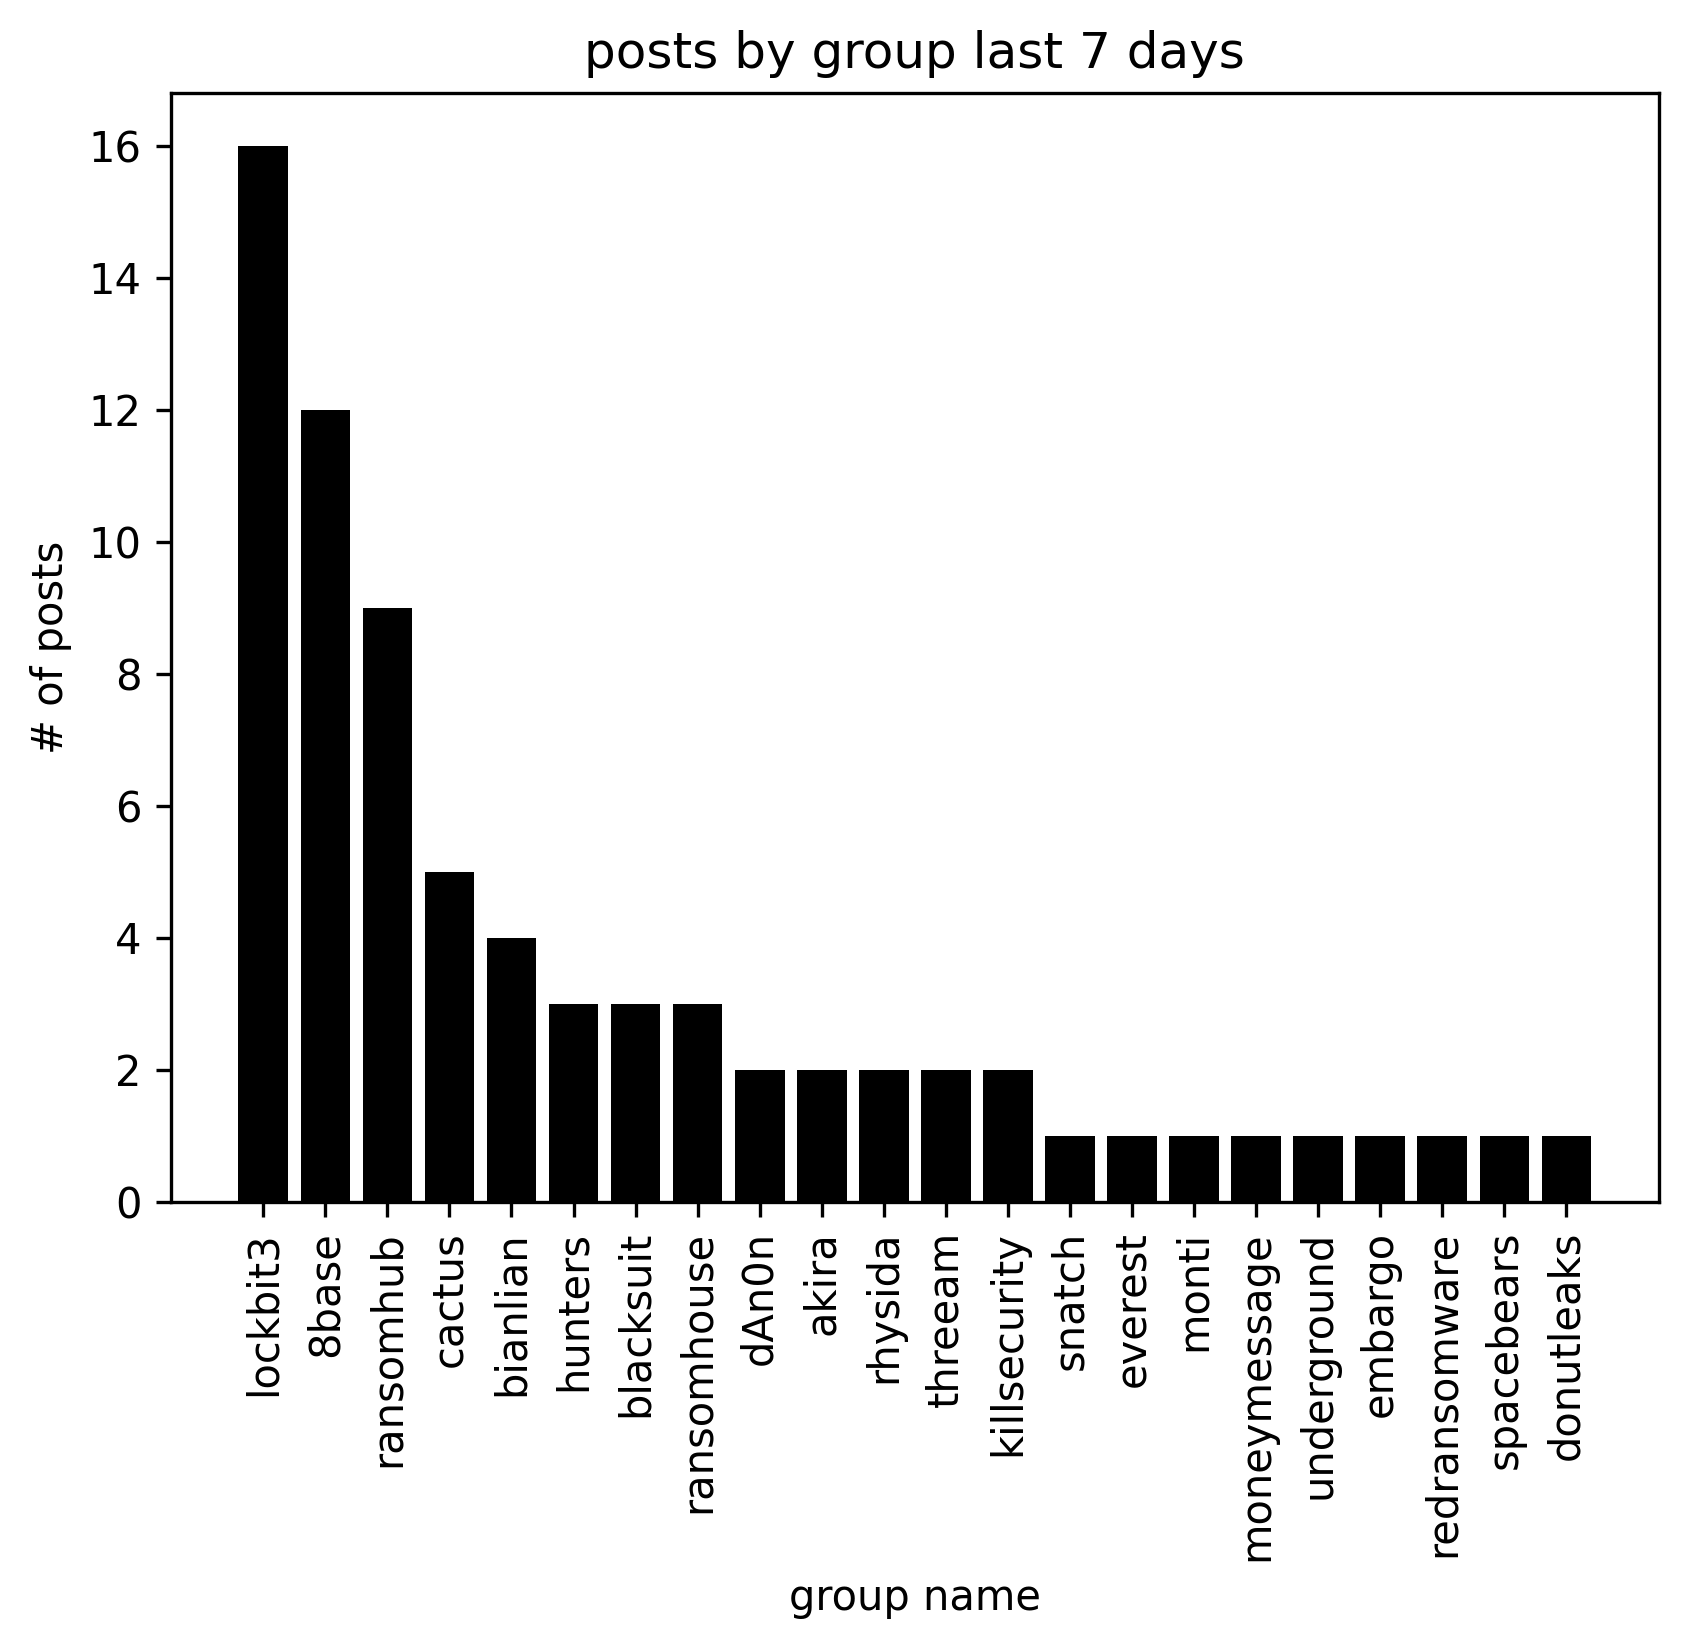 posts by group last 7 days
# of posts
16
14
12
10
8
6
4
2
0
lockbit3
8base
ransomhub
cactus
bianlian
hunters
blacksuit
ransomhouse
dAn0n
akira
rhysida
threeam
killsecurity
snatch
everest
monti
moneymessage
underground
embargo
redransomware
spacebears
donutleaks
group name